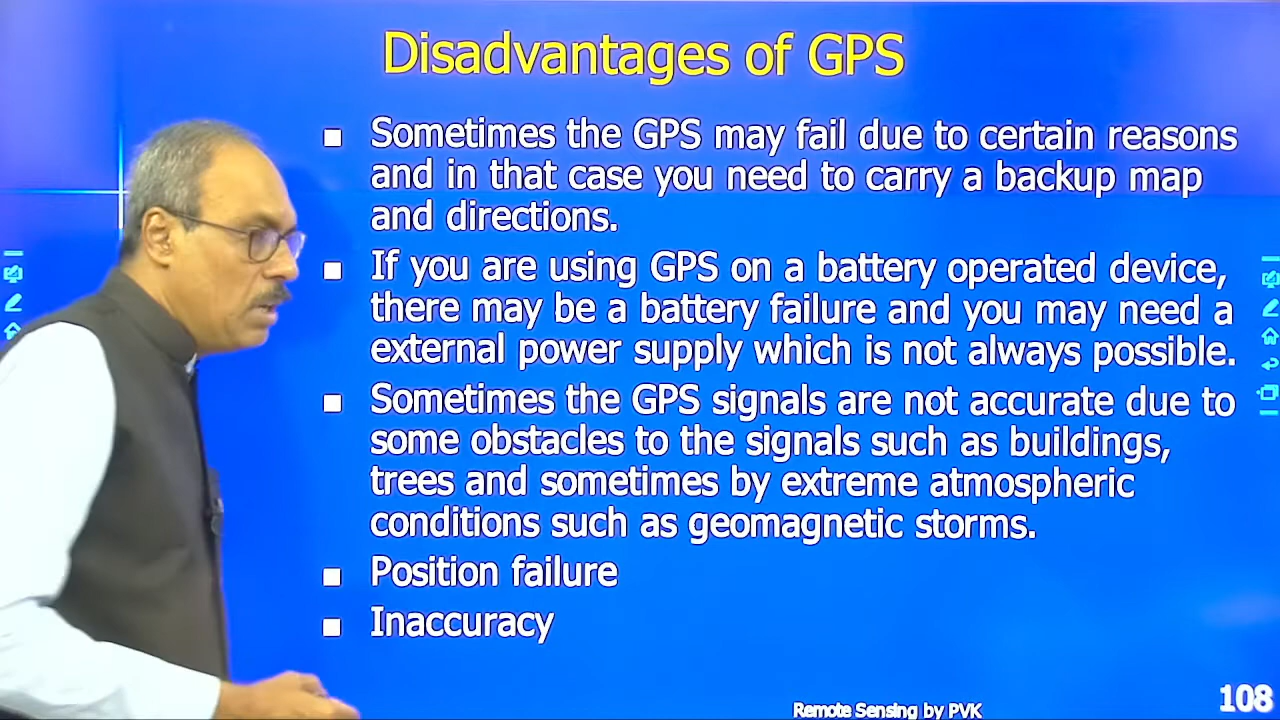 Disadvantages of GPS
■ Sometimes the GPS may fail due to certain reasons
and in that case you need to carry a backup map
and directions.
■ If you are using GPS on a battery operated device,
there may be a battery failure and you may need a
external power supply which is not always possible.
■ Sometimes the GPS signals are not accurate due to
some obstacles to the signals such as buildings,
trees and sometimes by extreme atmospheric
conditions such as geomagnetic storms.
■ Position failure
■ Inaccuracy
Remote Sensing by PVK
108